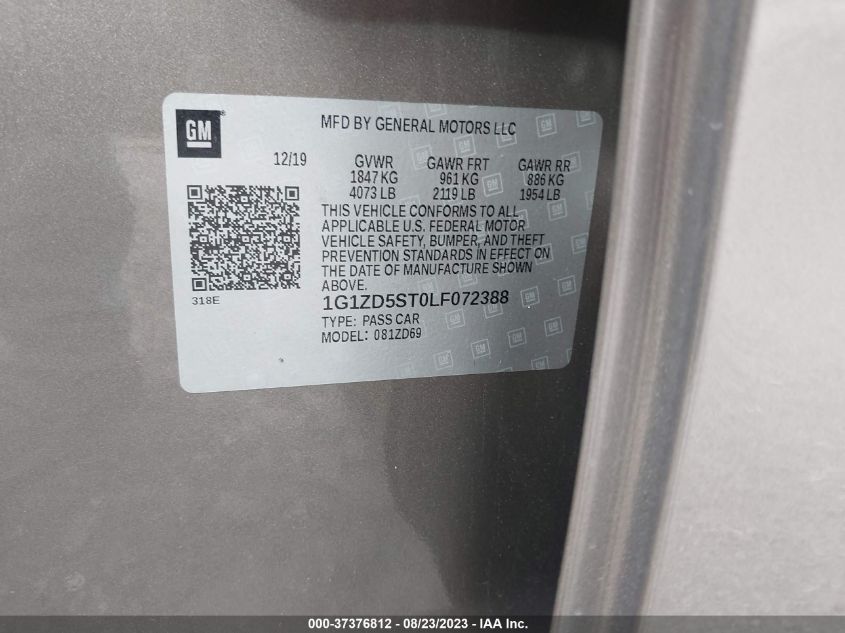 GM
MFD BY GENERAL MOTORS LLC
12/19 GVWR GAWR FRT GAWR RR
1847 KG 961 KG 886 KG
4073 LB 2119 LB 1954 LB
THIS VEHICLE CONFORMS TO ALL
APPLICABLE U.S. FEDERAL MOTOR
VEHICLE SAFETY, BUMPER, AND THEFT
PREVENTION STANDARDS IN EFFECT ON
THE DATE OF MANUFACTURE SHOWN
ABOVE.
318E
1G1ZD5ST0LF072388
TYPE: PASS CAR
MODEL: 081ZD69
000-37376812 - 08/23/2023 - IAA Inc.